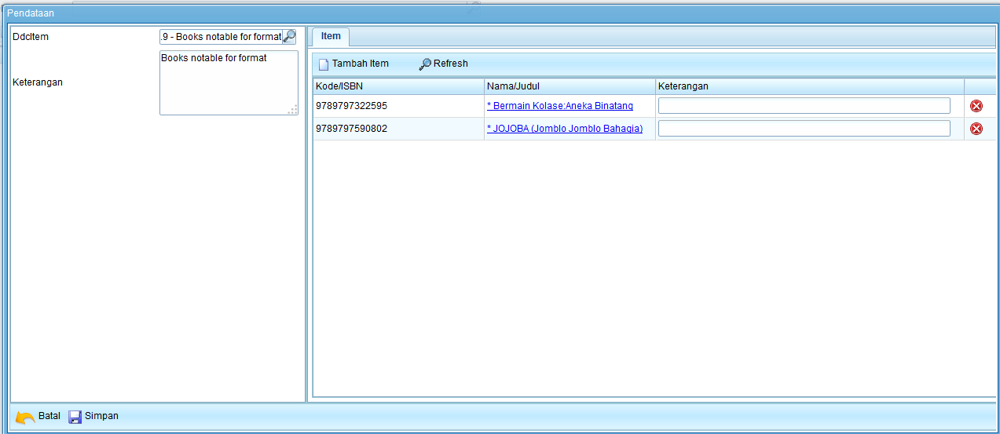 Pendataan
DdcItem
.9 - Books notable for format
Keterangan
Books notable for format
Item
Tambah Item
Refresh
Kode/ISBN Nama/Judul Keterangan
9789797322595 * Bermain Kolase:Aneka Binatang
9789797590802 * JOJOBA (Jomblo Jomblo Bahagia)
Batal Simpan